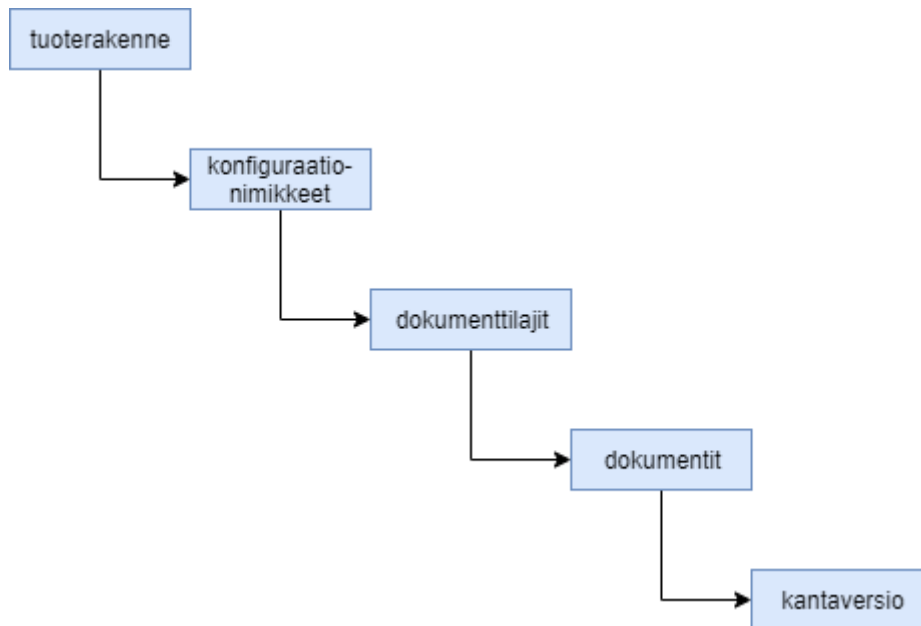 tuoterakenne
konfiguraatio-
nimikkeet
dokumenttilajit
dokumentit
kantaversio